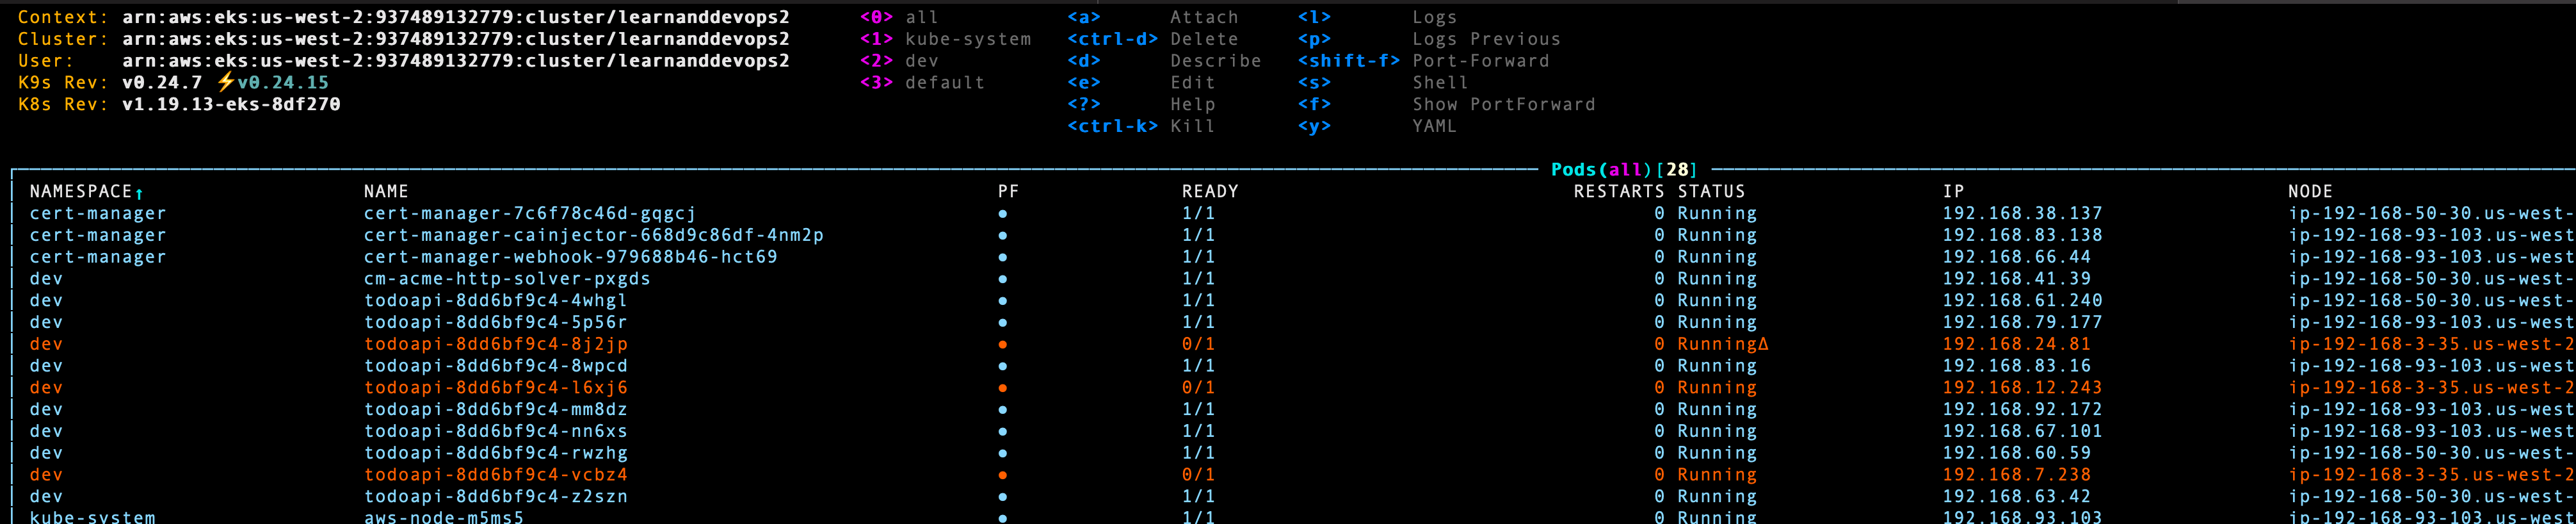 Context: arn:aws:eks:us-west-2:937489132779:cluster/learnanddevops2 <0> all <a> Attach <l> Logs
Cluster: arn:aws:eks:us-west-2:937489132779:cluster/learnanddevops2 <1> kube-system <ctrl-d> Delete <p> Logs Previous
User: arn:aws:eks:us-west-2:937489132779:cluster/learnanddevops2 <2> dev <d> Describe <shift-f> Port-Forward
K9s Rev: v0.24.7 ⚡v0.24.15 <3> default <e> Edit <s> Shell
K8s Rev: v1.19.13-eks-8df270 <?> Help <f> Show PortForward
<ctrl-k> Kill <y> YAML
Pods(all)[28]
NAMESPACE↑ NAME PF READY RESTARTS STATUS IP NODE
cert-manager cert-manager-7c6f78c46d-gqgcj ● 1/1 0 Running 192.168.38.137 ip-192-168-50-30.us-west-
cert-manager cert-manager-cainjector-668d9c86df-4nm2p ● 1/1 0 Running 192.168.83.138 ip-192-168-93-103.us-west
cert-manager cert-manager-webhook-979688b46-hct69 ● 1/1 0 Running 192.168.66.44 ip-192-168-93-103.us-west
dev cm-acme-http-solver-pxgds ● 1/1 0 Running 192.168.41.39 ip-192-168-50-30.us-west-
dev todoapi-8dd6bf9c4-4whgl ● 1/1 0 Running 192.168.61.240 ip-192-168-50-30.us-west-
dev todoapi-8dd6bf9c4-5p56r ● 1/1 0 Running 192.168.79.177 ip-192-168-93-103.us-west
dev todoapi-8dd6bf9c4-8j2jp ● 0/1 0 RunningΔ 192.168.24.81 ip-192-168-3-35.us-west-2
dev todoapi-8dd6bf9c4-8wpcd ● 1/1 0 Running 192.168.83.16 ip-192-168-93-103.us-west
dev todoapi-8dd6bf9c4-l6xj6 ● 0/1 0 Running 192.168.12.243 ip-192-168-3-35.us-west-2
dev todoapi-8dd6bf9c4-mm8dz ● 1/1 0 Running 192.168.92.172 ip-192-168-93-103.us-west
dev todoapi-8dd6bf9c4-nn6xs ● 1/1 0 Running 192.168.67.101 ip-192-168-93-103.us-west
dev todoapi-8dd6bf9c4-rwzhg ● 1/1 0 Running 192.168.60.59 ip-192-168-50-30.us-west-
dev todoapi-8dd6bf9c4-vcbz4 ● 0/1 0 Running 192.168.7.238 ip-192-168-3-35.us-west-2
dev todoapi-8dd6bf9c4-z2szn ● 1/1 0 Running 192.168.63.42 ip-192-168-50-30.us-west-
kube-system aws-node-m5ms5 ● 1/1 0 Running 192.168.93.103 ip-192-168-93-103.us-west